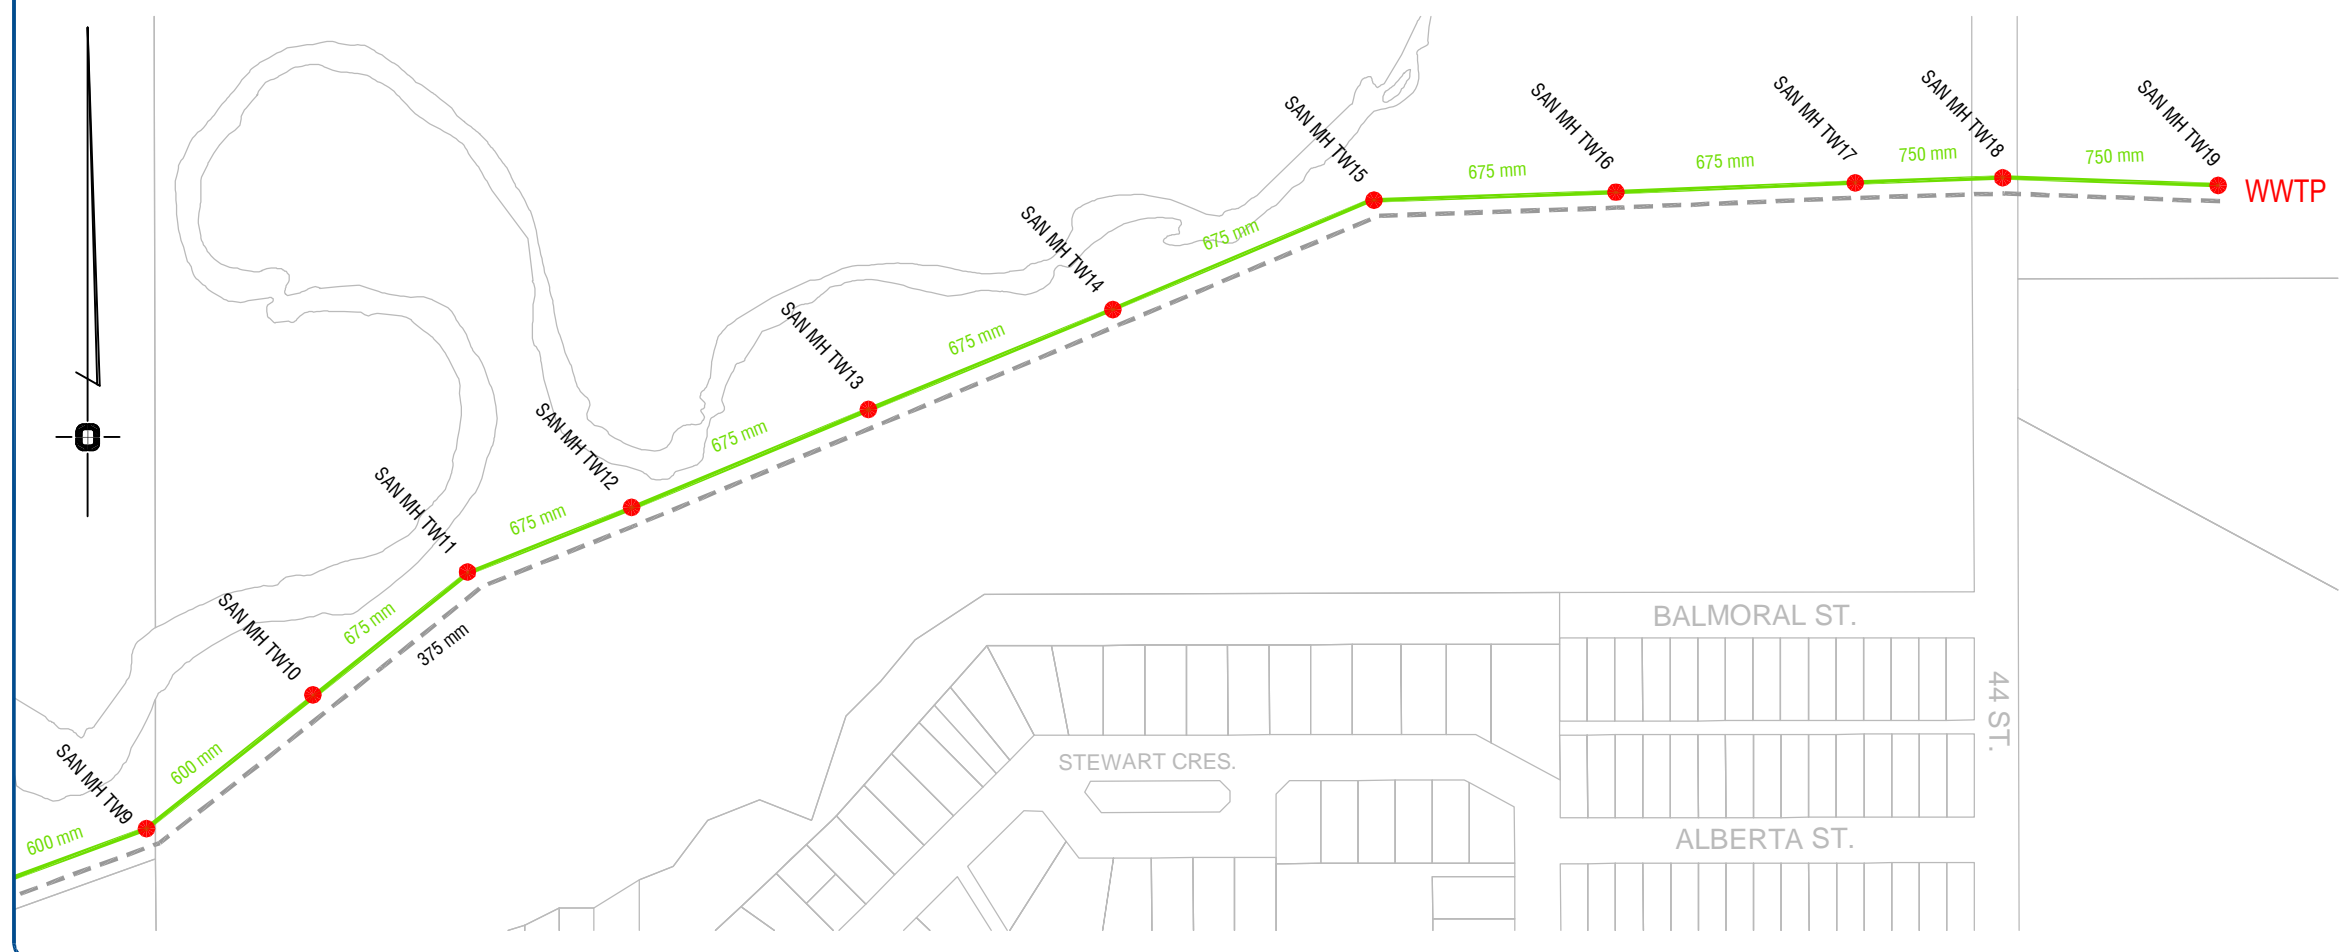 SAN MH TW9
SAN MH TW10
SAN MH TW11
SAN MH TW12
SAN MH TW13
SAN MH TW14
SAN MH TW15
SAN MH TW16
SAN MH TW17
SAN MH TW18
SAN MH TW19
WWTP
600 mm
600 mm
675 mm
675 mm
675 mm
675 mm
675 mm
675 mm
675 mm
750 mm
750 mm
375 mm
BALMORAL ST.
44 ST.
STEWART CRES.
ALBERTA ST.